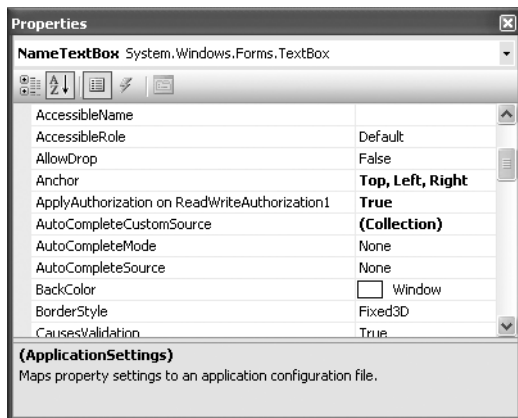 Properties
NameTextBox System.Windows.Forms.TextBox
AccessibleName
AccessibleRole Default
AllowDrop False
Anchor Top, Left, Right
ApplyAuthorization on ReadWriteAuthorization1 True
AutoCompleteCustomSource (Collection)
AutoCompleteMode None
AutoCompleteSource None
BackColor Window
BorderStyle Fixed3D
CausesValidation True
(ApplicationSettings)
Maps property settings to an application configuration file.